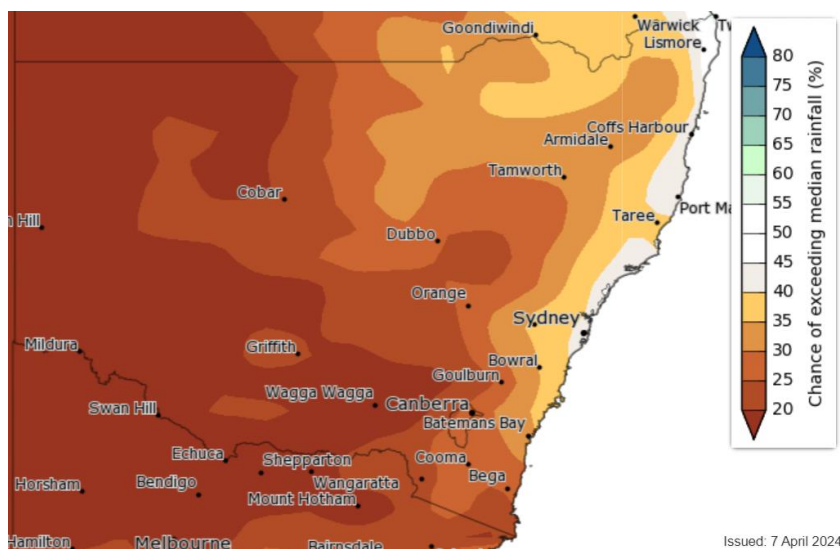 Goondiwindi
Warwick
Lismore
Coffs Harbour
Armidale
Tamworth
Cobar
Port Ma
Taree
n Hill
Dubbo
Orange
Sydney
Mildura
Griffith
Bowral
Goulburn
Wagga Wagga
Canberra
Swan Hill
Batemans Bay
Echuca
Shepparton
Cooma
Horsham
Bendigo
Wangaratta
Bega
Mount Hotham
Hamilton
Melbourne
Bairnsdale
80
75
70
65
60
55
50
45
40
35
30
25
20
Chance of exceeding median rainfall (%)
Issued: 7 April 2024